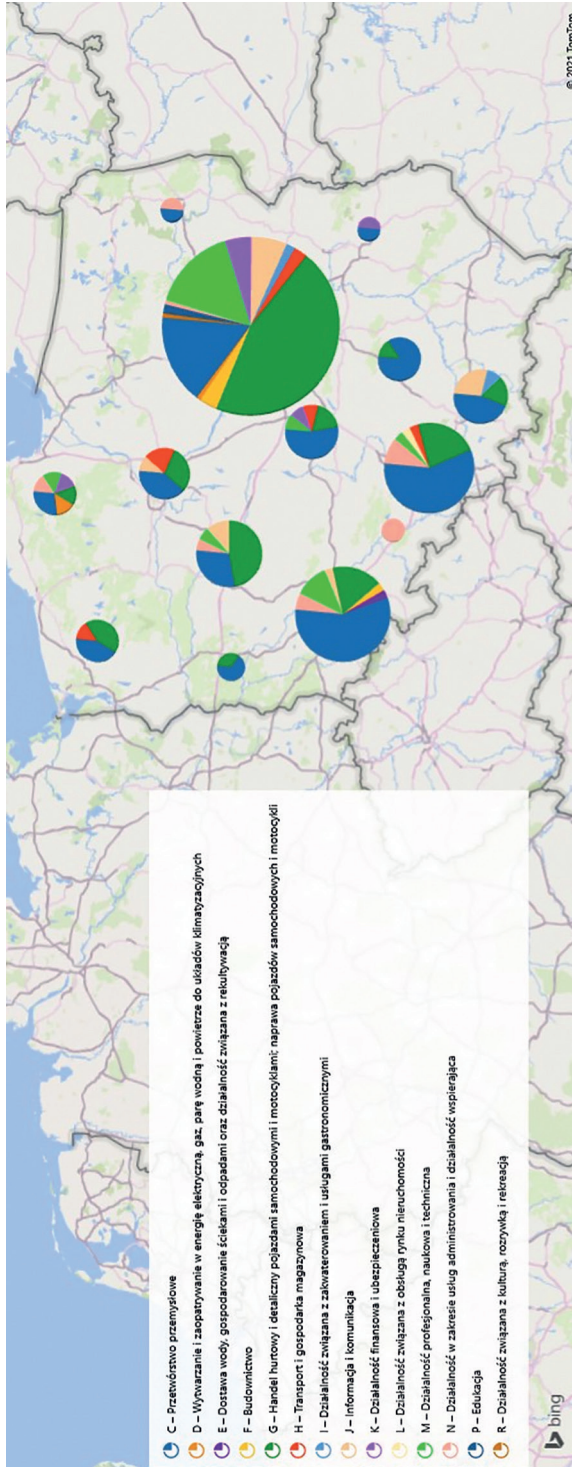 C – Przetwórstwo przemysłowe
D – Wytwarzanie i zaopatrywanie w energię elektryczną, gaz, parę wodną i powietrze do układów klimatyzacyjnych
E – Dostawa wody, gospodarowanie ściekami i odpadami oraz działalność związana z rekultywacją
F – Budownictwo
G – Handel hurtowy i detaliczny pojazdami samochodowymi i motocyklami; naprawa pojazdów samochodowych i motocykli
H – Transport i gospodarka magazynowa
I – Działalność związana z zakwaterowaniem i usługami gastronomicznymi
J – Informacja i komunikacja
K – Działalność finansowa i ubezpieczeniowa
L – Działalność związana z obsługą rynku nieruchomości
M – Działalność profesjonalna, naukowa i techniczna
N – Działalność w zakresie usług administrowania i działalność wspierająca
P – Edukacja
R – Działalność związana z kulturą, rozrywką i rekreacją
bing
© 2021 TomTom